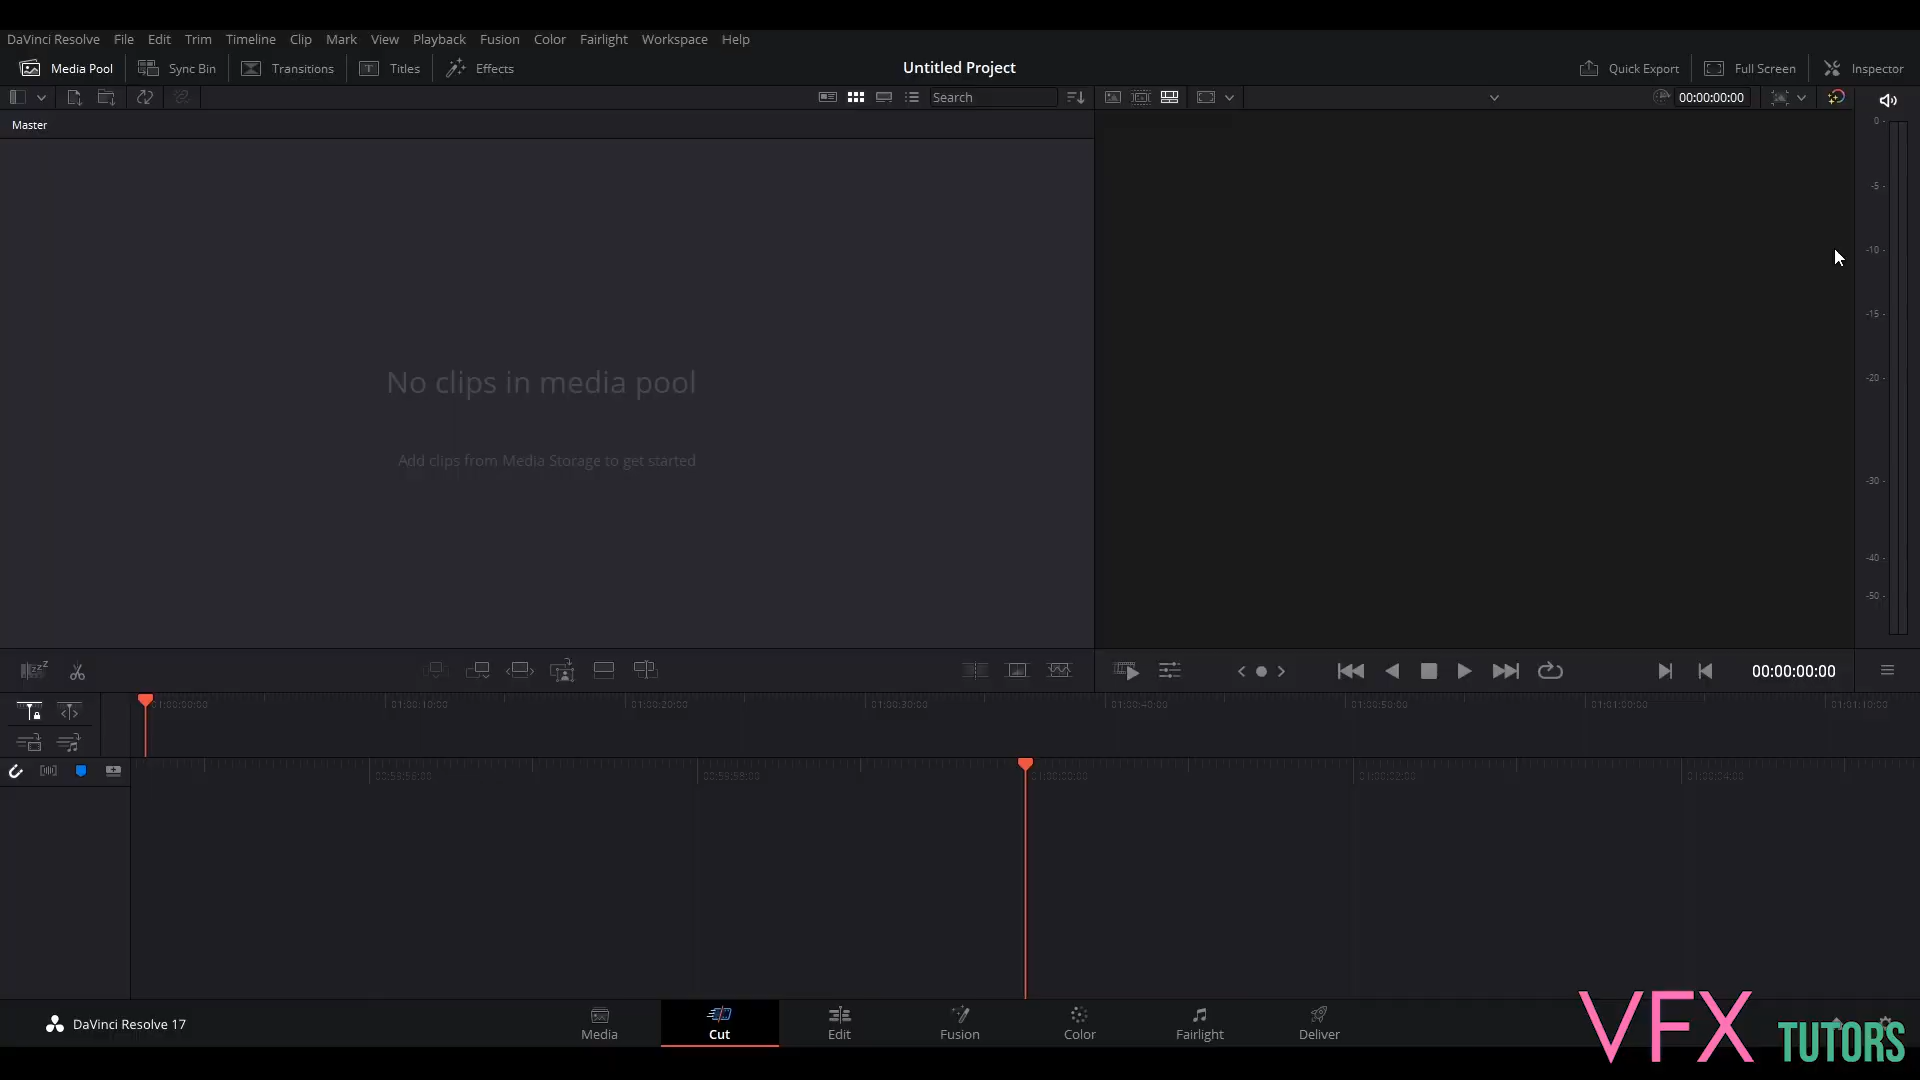 DaVinci Resolve File Edit Trim Timeline Clip Mark View Playback Fusion Color Fairlight Workspace Help
Media Pool Sync Bin Transitions Titles Effects Untitled Project Quick Export Full Screen Inspector
Search 00:00:00:00
Master
0
-5
-10
-15
-20
-30
-40
-50
No clips in media pool
Add clips from Media Storage to get started
00:00:00:00
01:00:00:00 01:00:10:00 01:00:20:00 01:00:30:00 01:00:40:00 01:00:50:00 01:01:00:00 01:01:10:00
00:59:56:00 00:59:58:00 01:00:00:00 01:00:02:00 01:00:04:00
DaVinci Resolve 17
Media Cut Edit Fusion Color Fairlight Deliver
VFX TUTORS